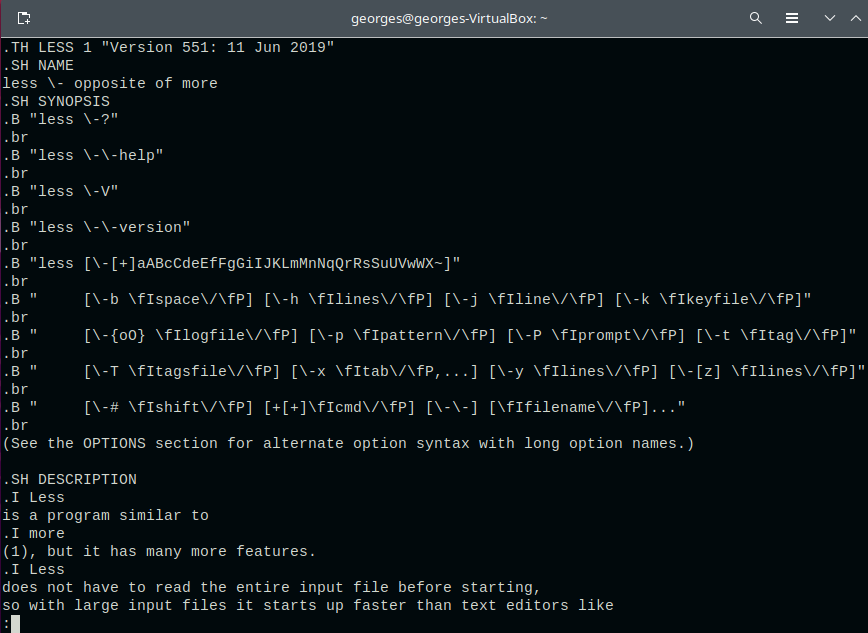 georges@georges-VirtualBox: ~
.TH LESS 1 "Version 551: 11 Jun 2019"
.SH NAME
less \- opposite of more
.SH SYNOPSIS
.B "less \-?"
.br
.B "less \-\-help"
.br
.B "less \-V"
.br
.B "less \-\-version"
.br
.B "less [\-[+]aABcCdeEfFgGiIJKLmMnNqQrRsSuUVwWX~]"
.br
.B "     [\-b \fIspace\/\fP] [\-h \fIlines\/\fP] [\-j \fIline\/\fP] [\-k \fIkeyfile\/\fP]"
.br
.B "     [\-{oO} \fIlogfile\/\fP] [\-p \fIpattern\/\fP] [\-P \fIprompt\/\fP] [\-t \fItag\/\fP]"
.br
.B "     [\-T \fItagsfile\/\fP] [\-x \fItab\/\fP,...] [\-y \fIlines\/\fP] [\-[z] \fIlines\/\fP]"
.br
.B "     [\-# \fIshift\/\fP] [+[+]\fIcmd\/\fP] [\-\-] [\fIfilename\/\fP]..."
.br
(See the OPTIONS section for alternate option syntax with long option names.)

.SH DESCRIPTION
.I Less
is a program similar to
.I more
(1), but it has many more features.
.I Less
does not have to read the entire input file before starting,
so with large input files it starts up faster than text editors like
: